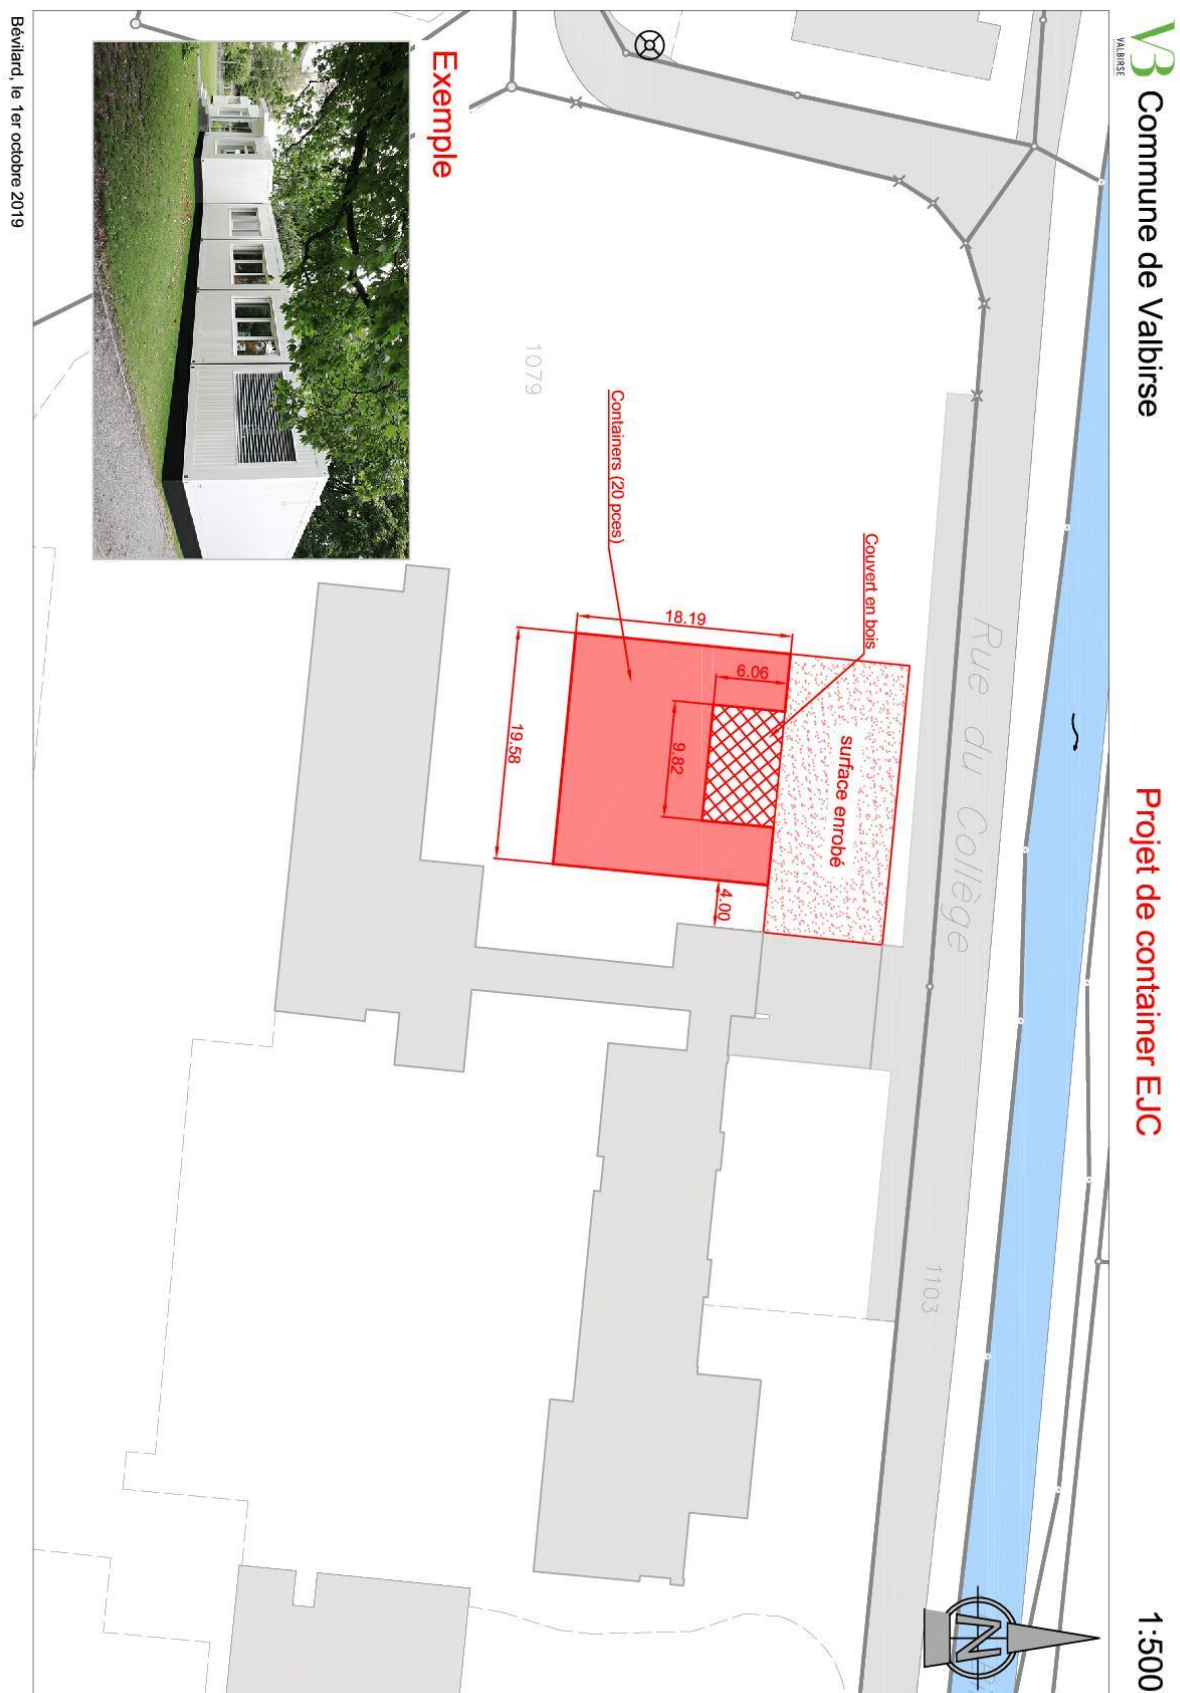 VB
VALBIRSE
Commune de Valbirse
Projet de container EJC
1:500
Rue du Collège
1103
1079
Couvert en bois
Containers (20 pces)
surface enrobé
18.19
6.06
9.82
19.58
4.00
N
Exemple
Bévilard, le 1er octobre 2019